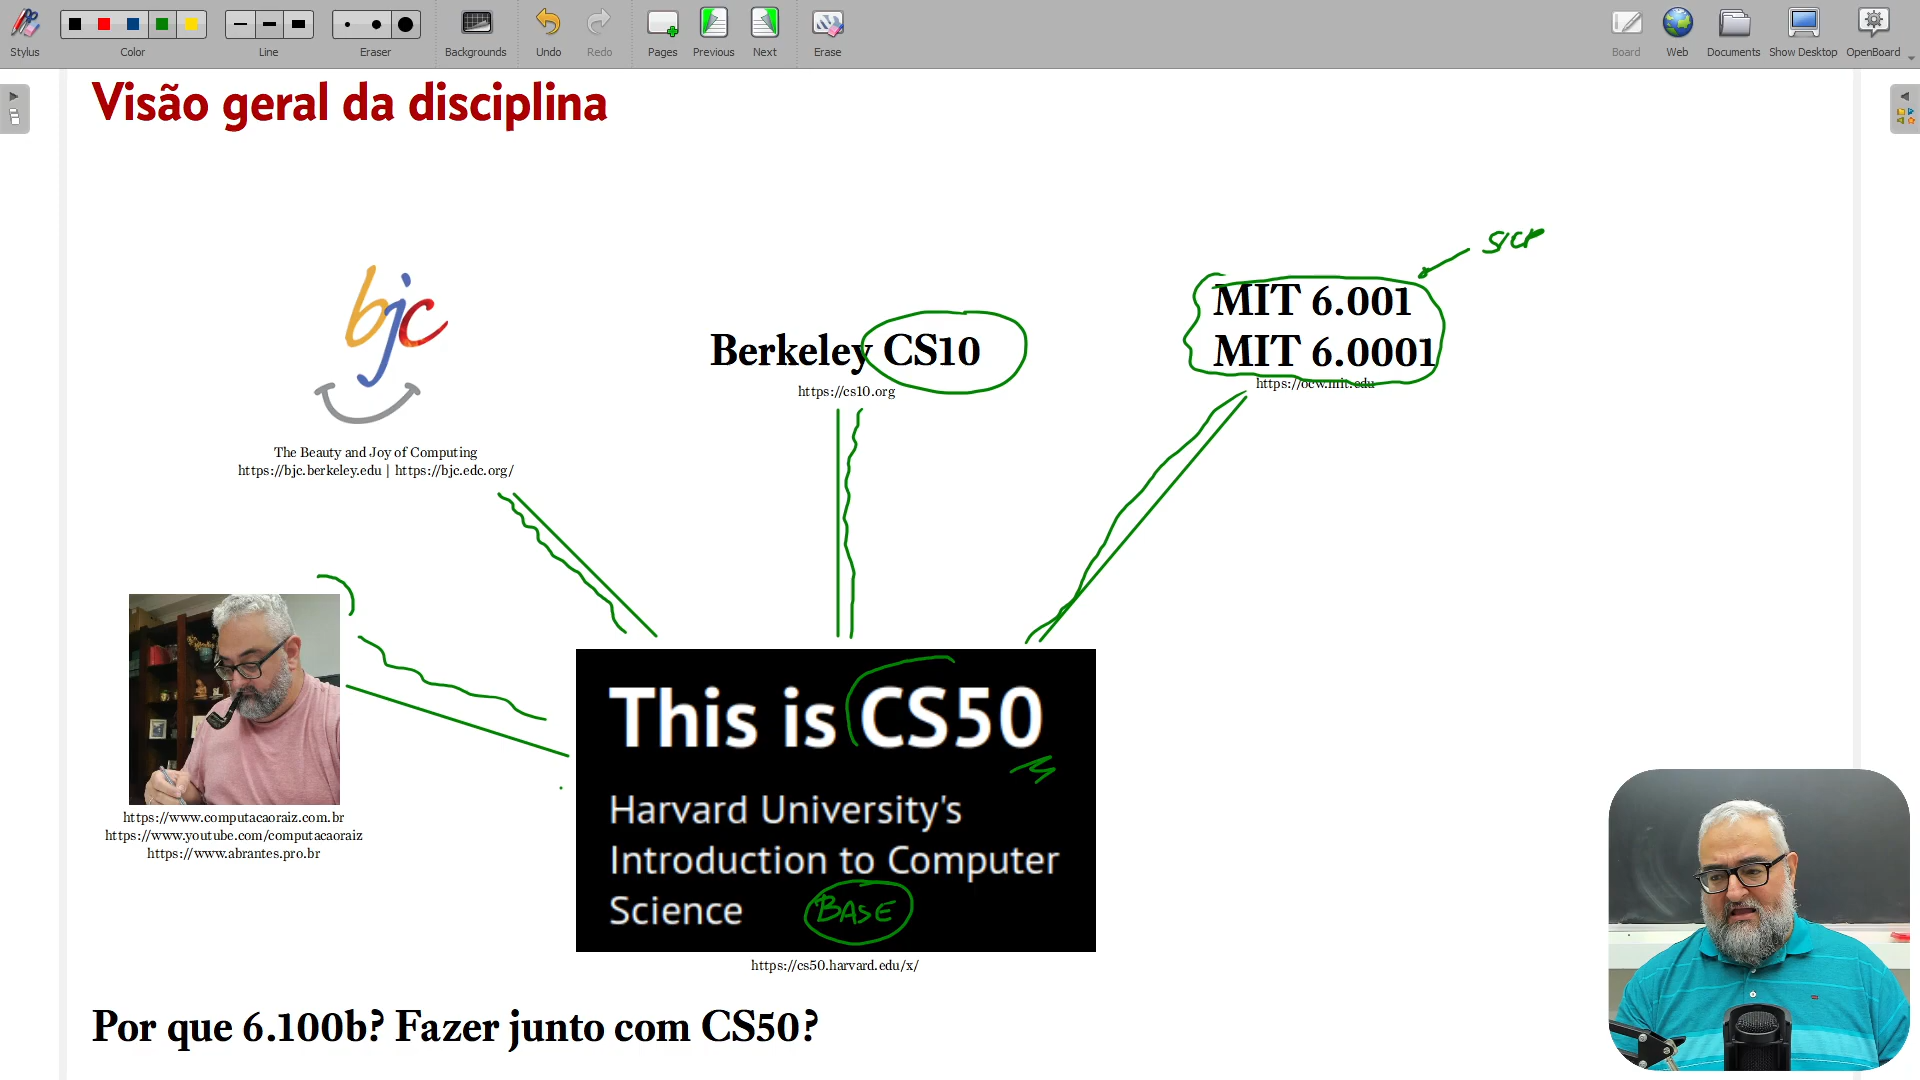 Stylus
Color
Line
Eraser
Backgrounds
Undo
Redo
Pages
Previous
Next
Erase
Board
Web
Documents
Show Desktop
OpenBoard
Visão geral da disciplina
SICP
bjc
The Beauty and Joy of Computing
https://bjc.berkeley.edu | https://bjc.edc.org/
Berkeley CS10
https://cs10.org
MIT 6.001
MIT 6.0001
https://ocw.mit.edu
https://www.computacaoraiz.com.br
https://www.youtube.com/computacaoraiz
https://www.abrantes.pro.br
This is CS50
Harvard University's
Introduction to Computer
Science
BASE
https://cs50.harvard.edu/x/
Por que 6.100b? Fazer junto com CS50?